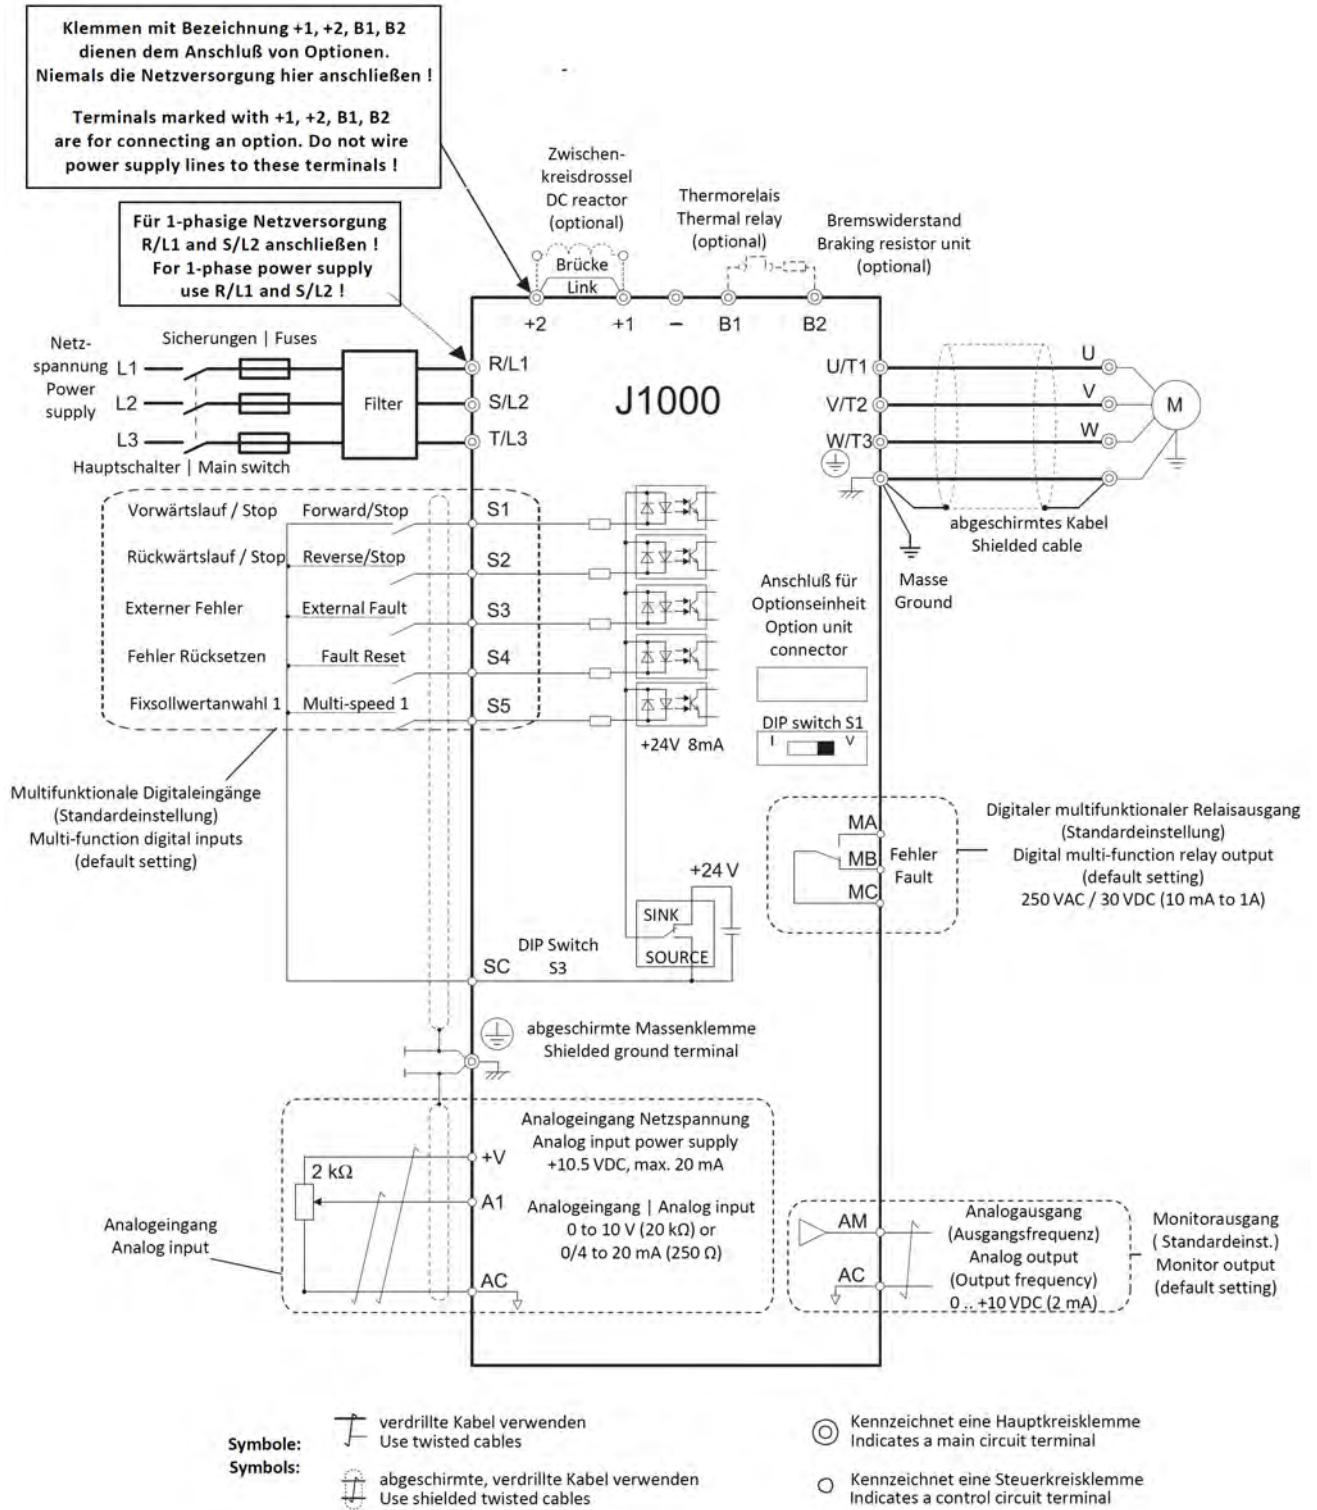 Klemmen mit Bezeichnung +1, +2, B1, B2
dienen dem Anschluß von Optionen.
Niemals die Netzversorgung hier anschließen !
Terminals marked with +1, +2, B1, B2
are for connecting an option. Do not wire
power supply lines to these terminals !
Für 1-phasige Netzversorgung
R/L1 and S/L2 anschließen !
For 1-phase power supply
use R/L1 and S/L2 !
Zwischen-
kreisdrossel
DC reactor
(optional)
Brücke
Link
Thermorelais
Thermal relay
(optional)
Bremswiderstand
Braking resistor unit
(optional)
+2
+1
–
B1
B2
Netz-
spannung
Power
supply
Sicherungen | Fuses
L1
L2
L3
Filter
Hauptschalter | Main switch
R/L1
S/L2
T/L3
J1000
U/T1
V/T2
W/T3
U
V
W
M
abgeschirmtes Kabel
Shielded cable
Masse
Ground
Vorwärtslauf / Stop Forward/Stop S1
Rückwärtslauf / Stop Reverse/Stop S2
Externer Fehler External Fault S3
Fehler Rücksetzen Fault Reset S4
Fixsollwertanwahl 1 Multi-speed 1 S5
+24V 8mA
Anschluß für
Optionseinheit
Option unit
connector
DIP switch S1
I V
Multifunktionale Digitaleingänge
(Standardeinstellung)
Multi-function digital inputs
(default setting)
MA
MB
MC
Fehler
Fault
Digitaler multifunktionaler Relaisausgang
(Standardeinstellung)
Digital multi-function relay output
(default setting)
250 VAC / 30 VDC (10 mA to 1A)
+24 V
SINK
SOURCE
DIP Switch
S3
SC
abgeschirmte Massenklemme
Shielded ground terminal
Analogeingang Netzspannung
Analog input power supply
+10.5 VDC, max. 20 mA
+V
2 kΩ
A1
Analogeingang | Analog input
0 to 10 V (20 kΩ) or
0/4 to 20 mA (250 Ω)
AC
Analogeingang
Analog input
AM
AC
Analogausgang
(Ausgangsfrequenz)
Analog output
(Output frequency)
0 .. +10 VDC (2 mA)
Monitorausgang
( Standardeinst.)
Monitor output
(default setting)
Symbole:
Symbols:
verdrillte Kabel verwenden
Use twisted cables
abgeschirmte, verdrillte Kabel verwenden
Use shielded twisted cables
Kennzeichnet eine Hauptkreisklemme
Indicates a main circuit terminal
Kennzeichnet eine Steuerkreisklemme
Indicates a control circuit terminal